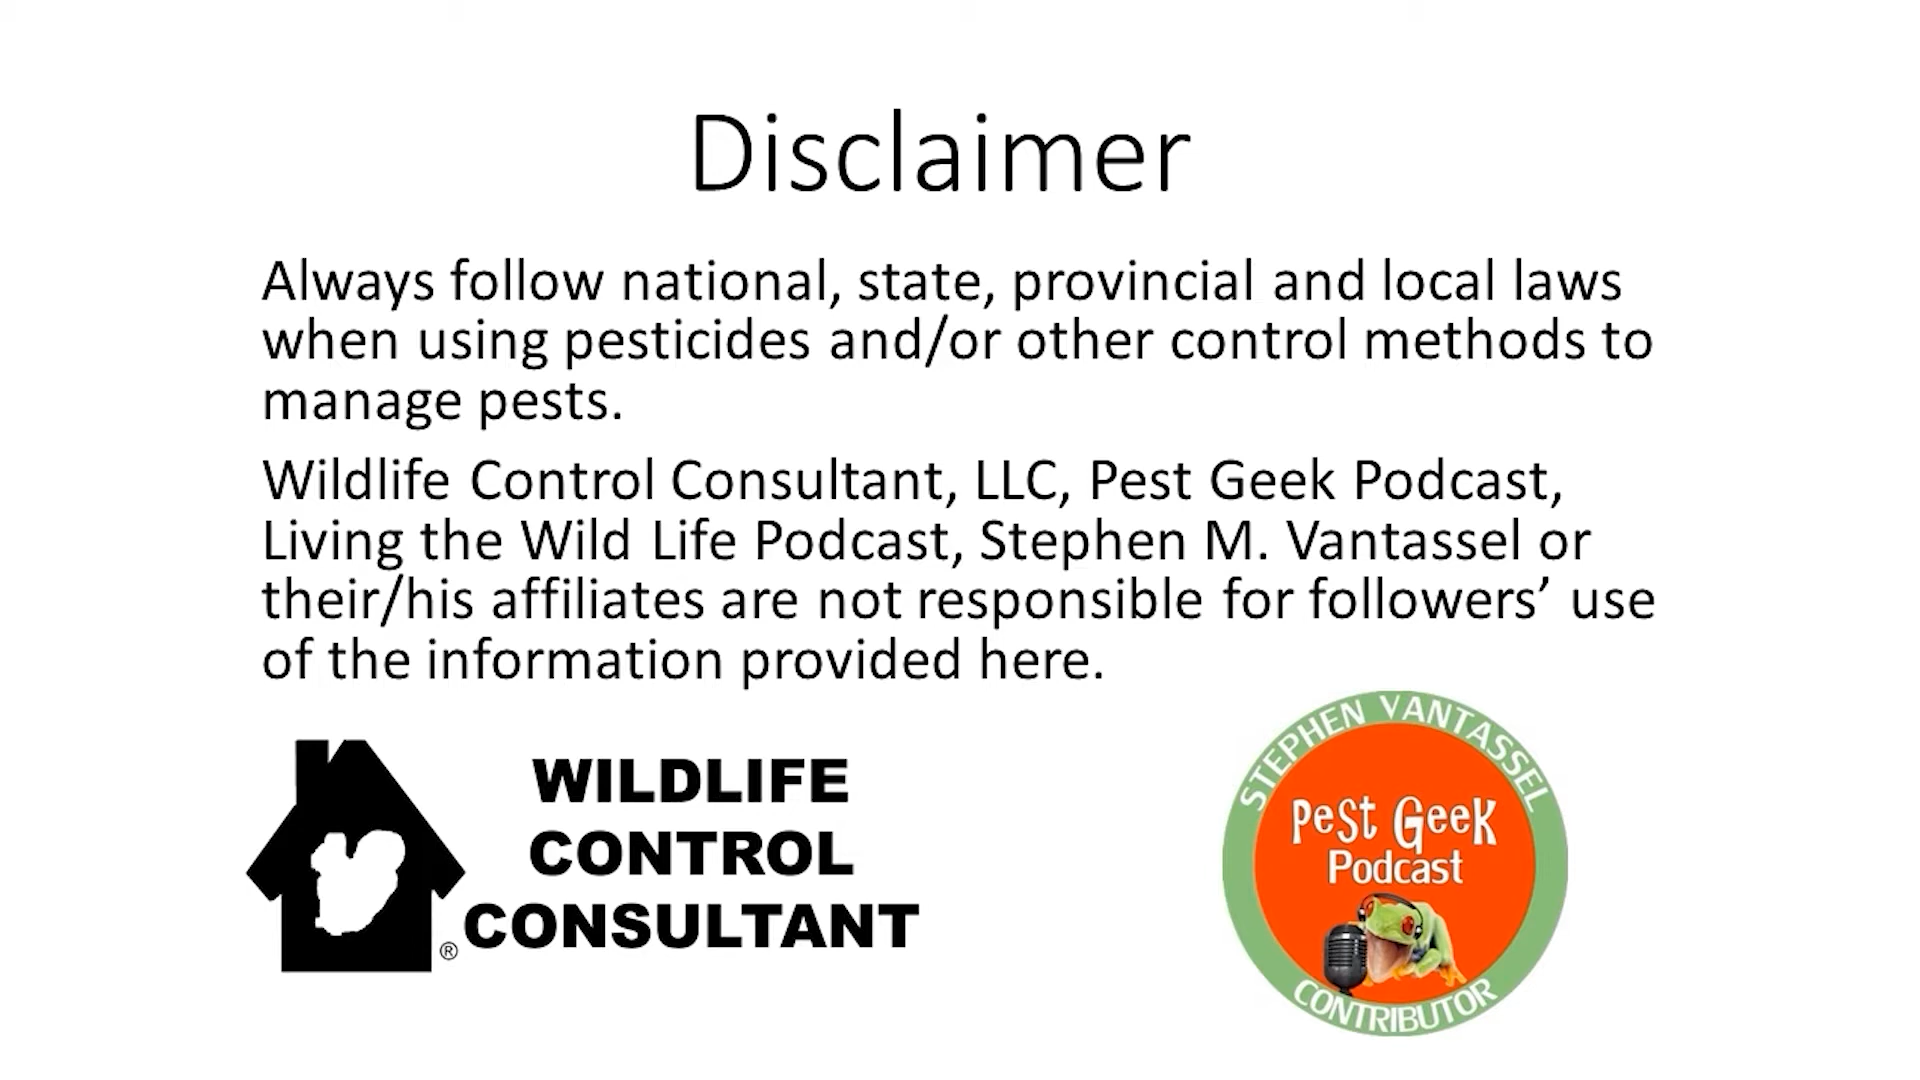 Disclaimer
Always follow national, state, provincial and local laws
when using pesticides and/or other control methods to
manage pests.
Wildlife Control Consultant, LLC, Pest Geek Podcast,
Living the Wild Life Podcast, Stephen M. Vantassel or
their/his affiliates are not responsible for followers’ use
of the information provided here.
WILDLIFE
CONTROL
® CONSULTANT
STEPHEN VANTASSEL
Pest Geek
Podcast
CONTRIBUTOR